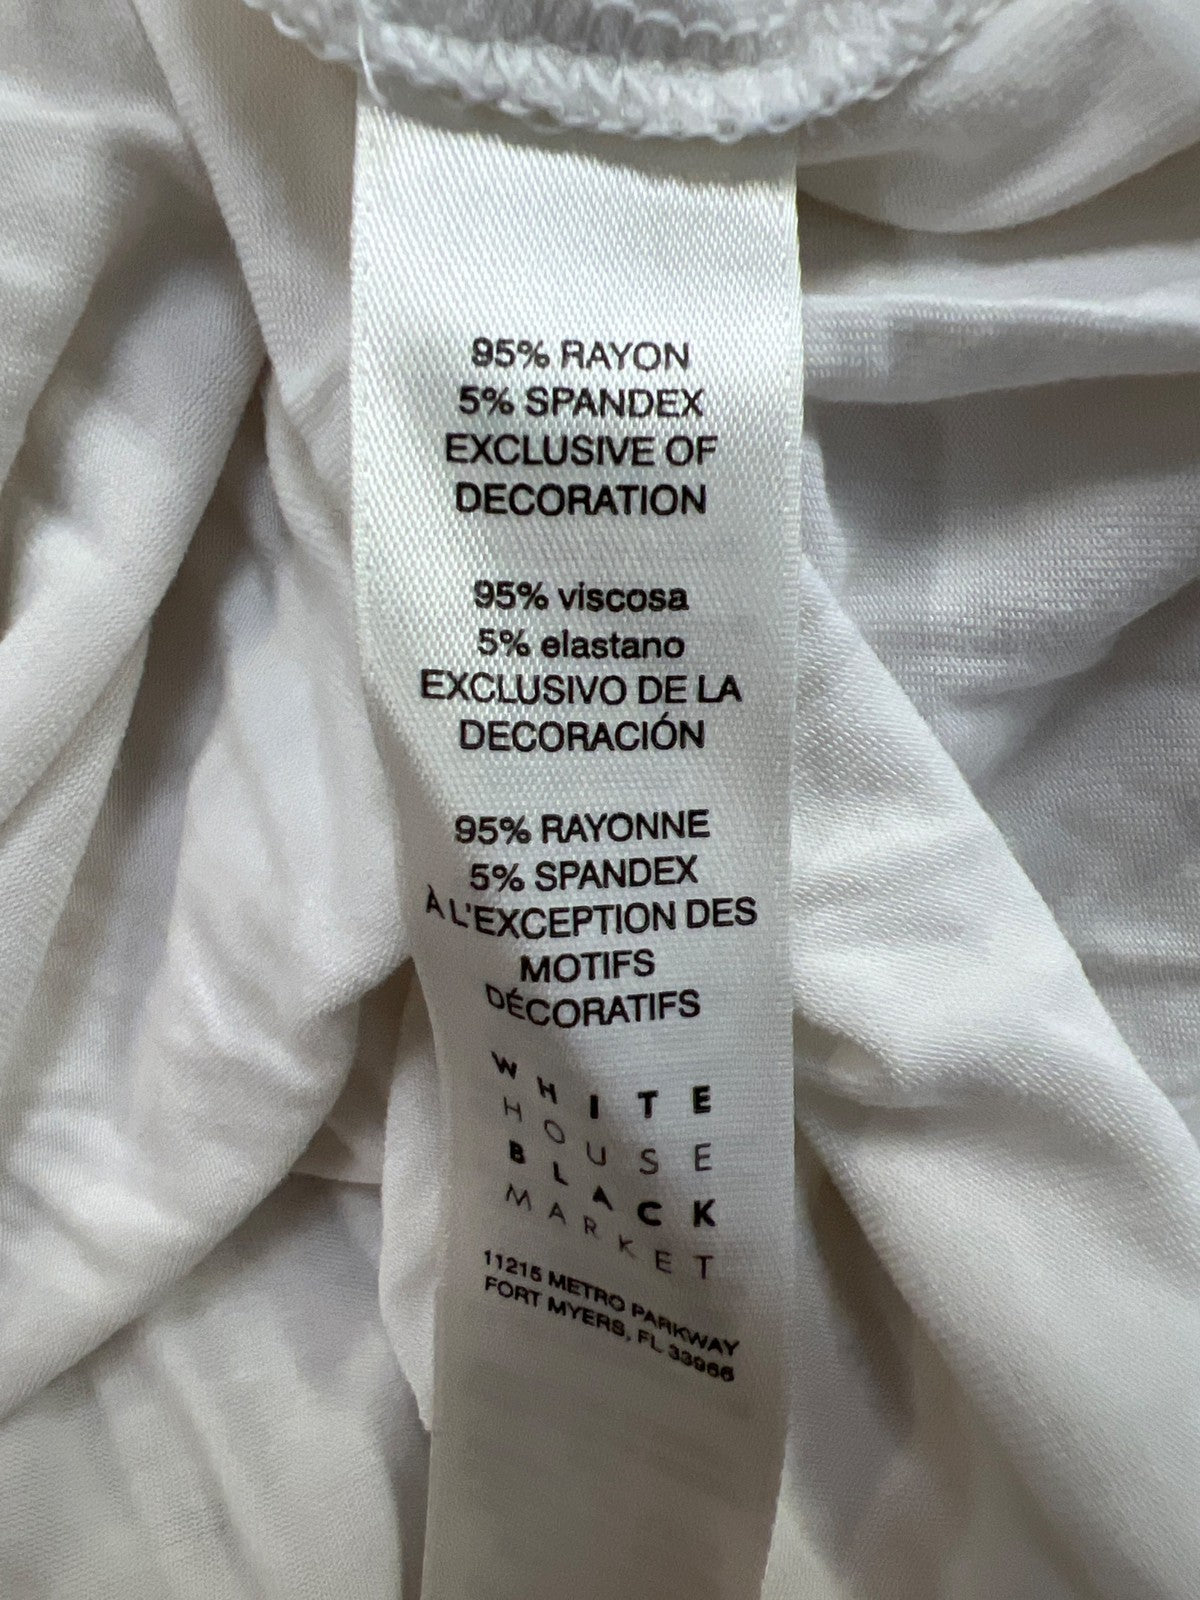 95% RAYON
5% SPANDEX
EXCLUSIVE OF
DECORATION
95% viscosa
5% elastano
EXCLUSIVO DE LA
DECORACIÓN
95% RAYONNE
5% SPANDEX
À L'EXCEPTION DES
MOTIFS
DÉCORATIFS
WHITE
HOUSE
BLACK
MARKET
11215 METRO PARKWAY
FORT MYERS, FL 33966